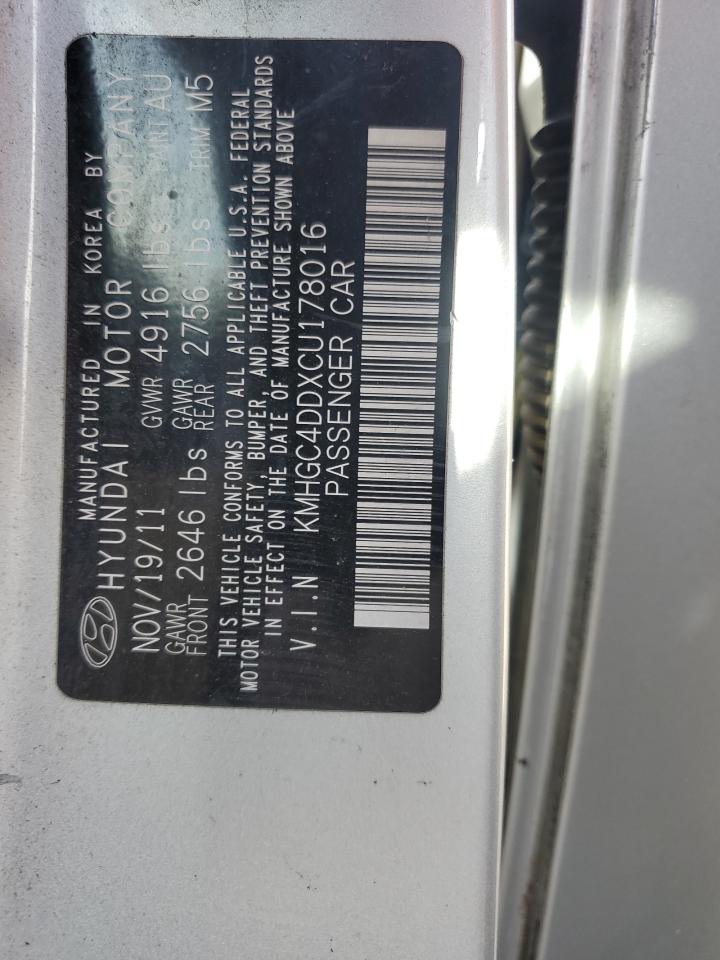 MANUFACTURED IN KOREA BY
HYUNDAI MOTOR COMPANY
NOV/19/11 GVWR 4916 lbs PAINT AU
GAWR FRONT 2646 lbs GAWR REAR 2756 lbs TRIM M5
THIS VEHICLE CONFORMS TO ALL APPLICABLE U.S.A. FEDERAL
MOTOR VEHICLE SAFETY, BUMPER, AND THEFT PREVENTION STANDARDS
IN EFFECT ON THE DATE OF MANUFACTURE SHOWN ABOVE
V.I.N KMHGC4DDXCU178016
PASSENGER CAR